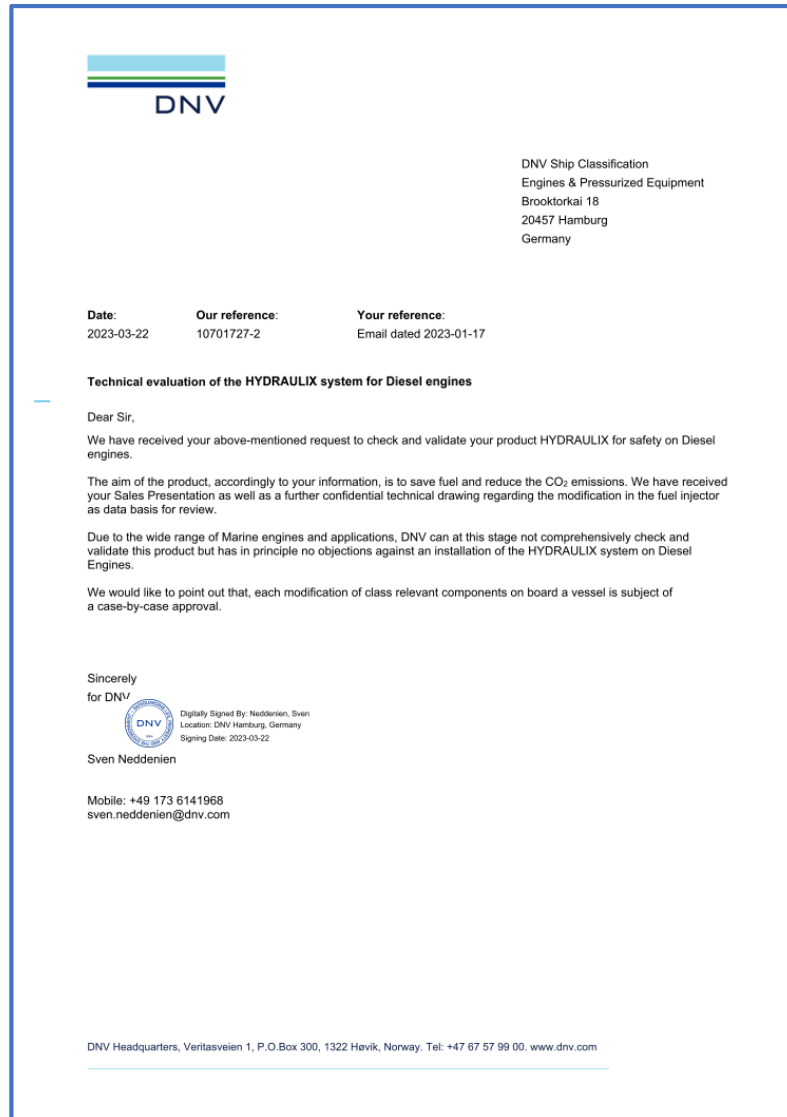 DNV
DNV Ship Classification
Engines & Pressurized Equipment
Brooktorkai 18
20457 Hamburg
Germany
Date: Our reference: Your reference:
2023-03-22 10701727-2 Email dated 2023-01-17
Technical evaluation of the HYDRAULIX system for Diesel engines
Dear Sir,
We have received your above-mentioned request to check and validate your product HYDRAULIX for safety on Diesel
engines.
The aim of the product, accordingly to your information, is to save fuel and reduce the CO₂ emissions. We have received
your Sales Presentation as well as a further confidential technical drawing regarding the modification in the fuel injector
as data basis for review.
Due to the wide range of Marine engines and applications, DNV can at this stage not comprehensively check and
validate this product but has in principle no objections against an installation of the HYDRAULIX system on Diesel
Engines.
We would like to point out that, each modification of class relevant components on board a vessel is subject of
a case-by-case approval.
Sincerely
for DNV
DNV
Digitally Signed By: Neddenien, Sven
Location: DNV Hamburg, Germany
Signing Date: 2023-03-22
Sven Neddenien
Mobile: +49 173 6141968
sven.neddenien@dnv.com
DNV Headquarters, Veritasveien 1, P.O.Box 300, 1322 Høvik, Norway. Tel: +47 67 57 99 00. www.dnv.com